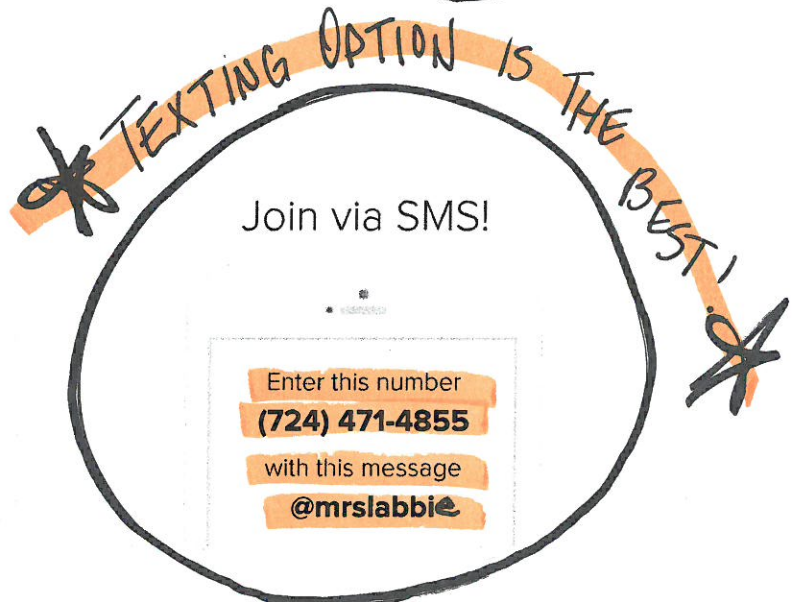 TEXTING OPTION IS THE BEST!
Join via SMS!
Enter this number
(724) 471-4855
with this message
@mrslabbie